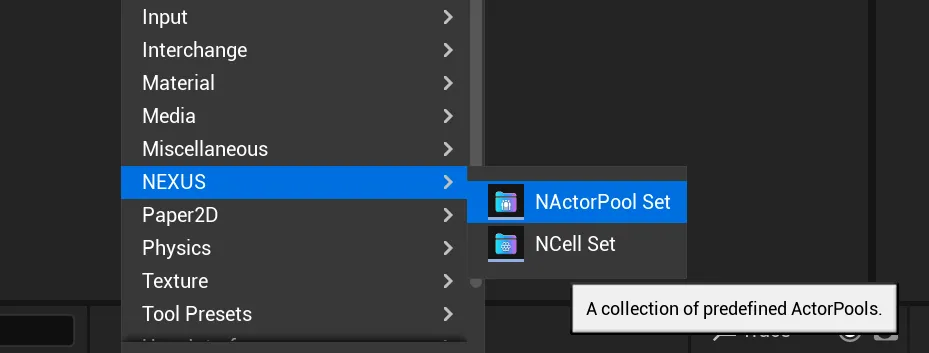 Input
Interchange
Material
Media
Miscellaneous
NEXUS
NActorPool Set
Paper2D
NCell Set
Physics
Texture
A collection of predefined ActorPools.
Tool Presets